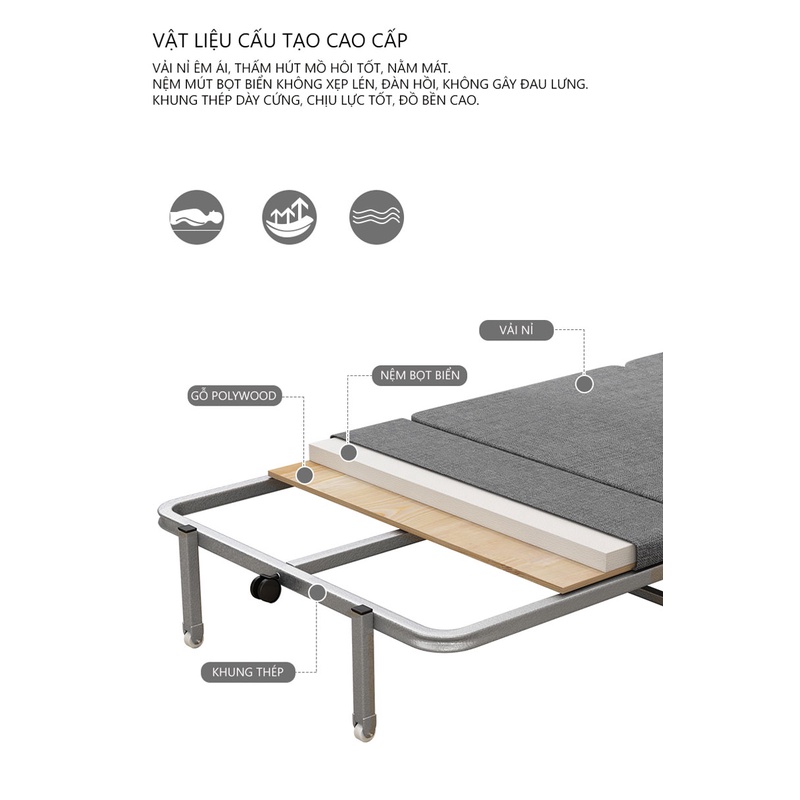 VẬT LIỆU CẤU TẠO CAO CẤP
VẢI NỈ ÊM ÁI, THẤM HÚT MỒ HÔI TỐT, NẰM MÁT.
NỆM MÚT BỌT BIỂN KHÔNG XẸP LÉN, ĐÀN HỒI, KHÔNG GÂY ĐAU LƯNG.
KHUNG THÉP DÀY CỨNG, CHỊU LỰC TỐT, ĐỒ BỀN CAO.
VẢI NỈ
NỆM BỌT BIỂN
GỖ POLYWOOD
KHUNG THÉP